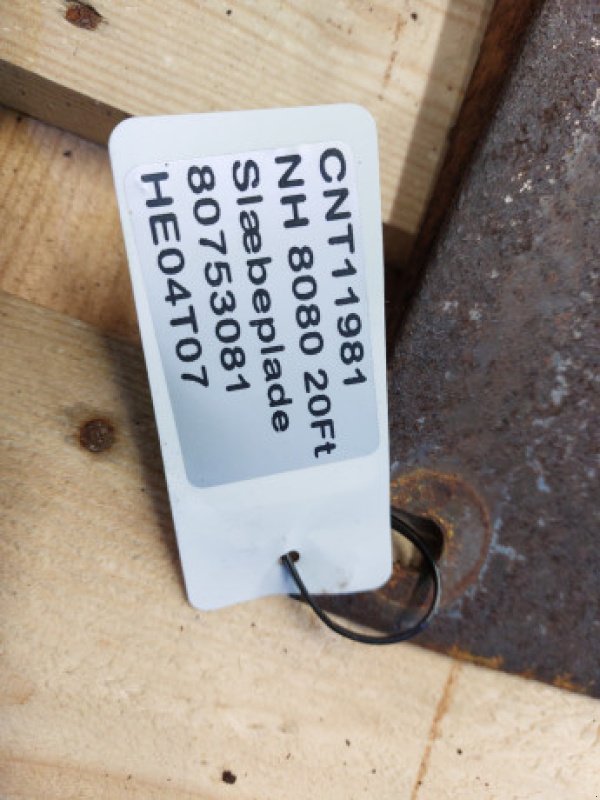 CNT11981
NH 8080 20Ft
Slæbeplade
80753081
HE04T07